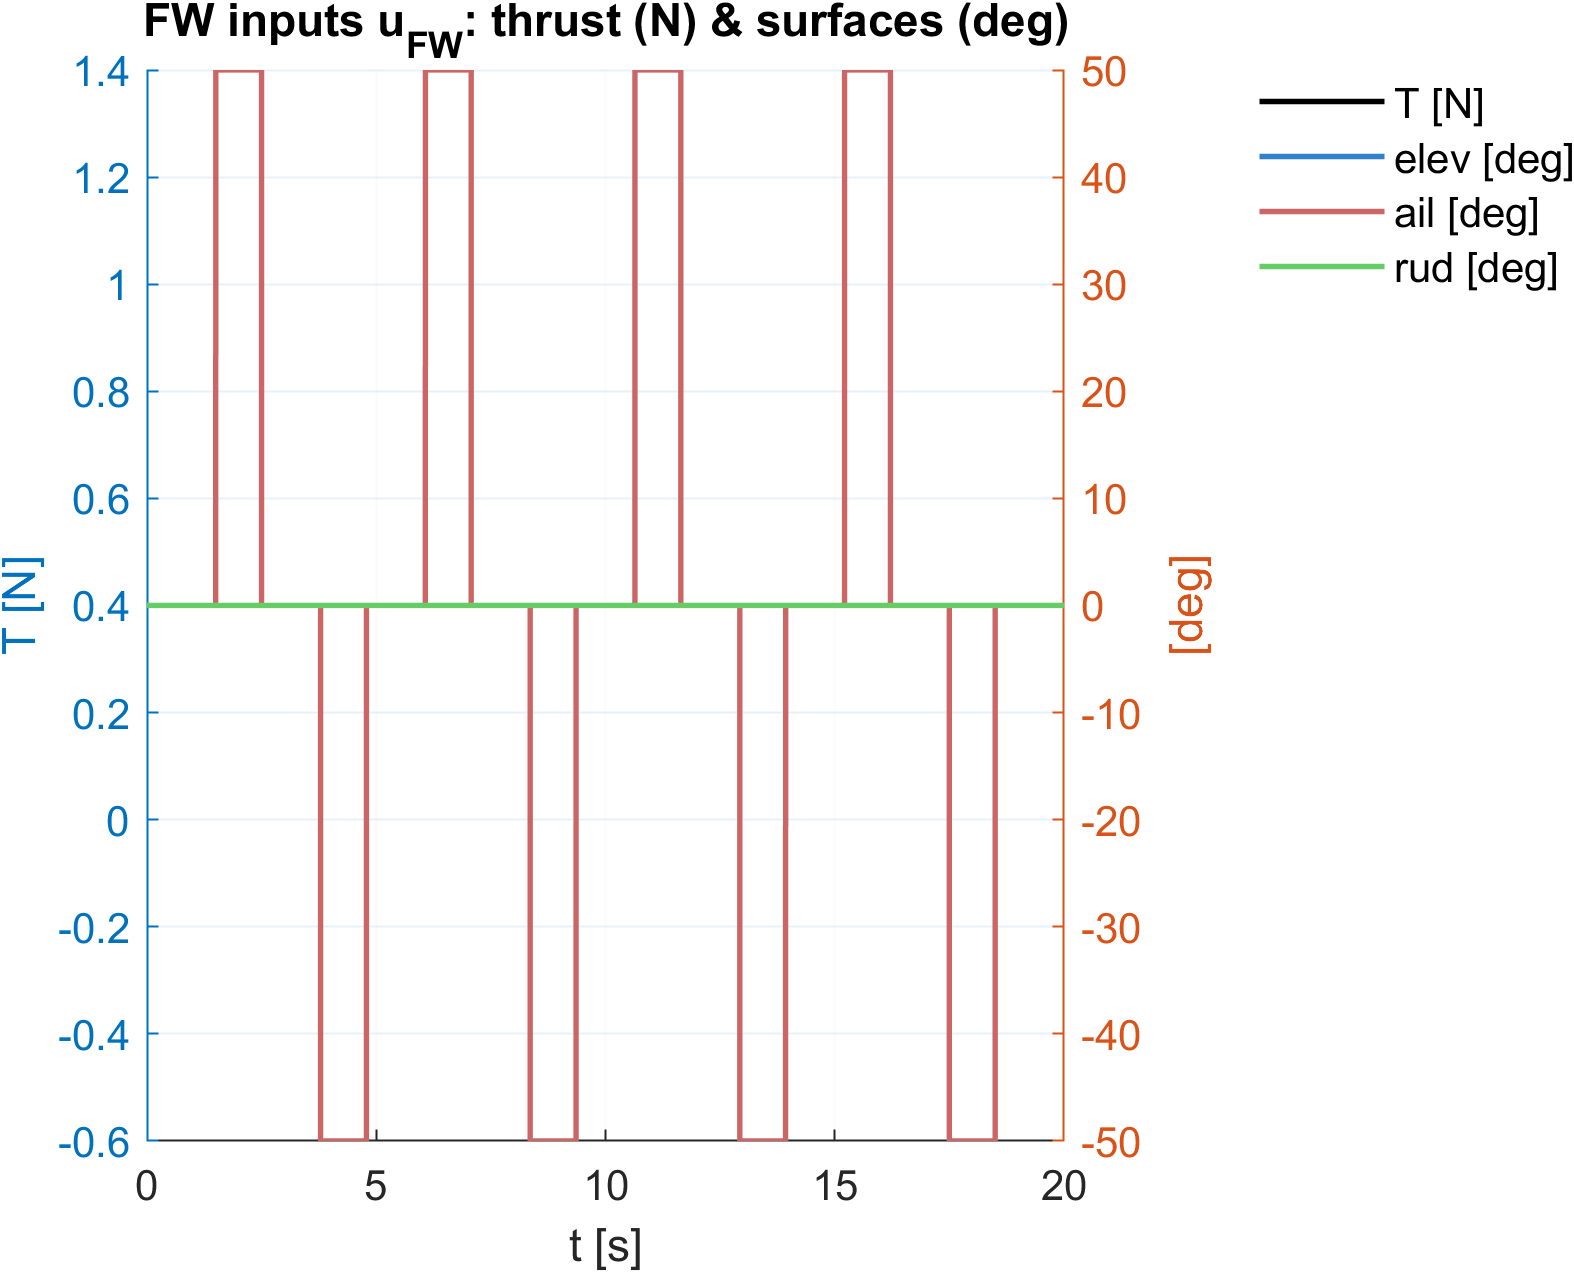 FW inputs u_FW: thrust (N) & surfaces (deg)
1.4
1.2
1
0.8
0.6
0.4
0.2
0
-0.2
-0.4
-0.6
T [N]
50
40
30
20
10
0
-10
-20
-30
-40
-50
[deg]
0 5 10 15 20
t [s]
T [N]
elev [deg]
ail [deg]
rud [deg]